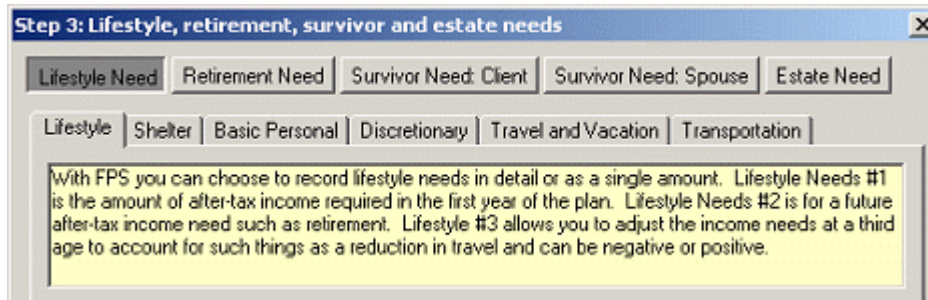 Step 3: Lifestyle, retirement, survivor and estate needs
Lifestyle Need Retirement Need Survivor Need: Client Survivor Need: Spouse Estate Need
Lifestyle Shelter Basic Personal Discretionary Travel and Vacation Transportation
With FPS you can choose to record lifestyle needs in detail or as a single amount. Lifestyle Needs #1
is the amount of after-tax income required in the first year of the plan. Lifestyle Needs #2 is for a future
after-tax income need such as retirement. Lifestyle #3 allows you to adjust the income needs at a third
age to account for such things as a reduction in travel and can be negative or positive.